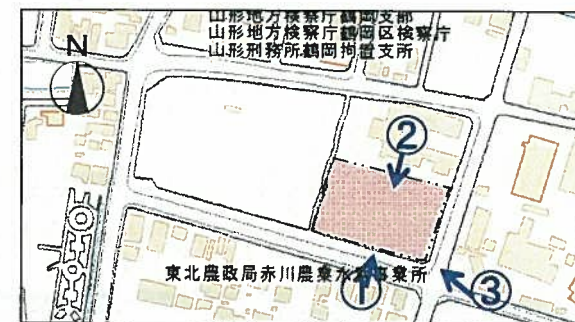 山形地方検察庁鶴岡支部
山形地方検察庁鶴岡区検察庁
山形刑務所鶴岡拘置支所
N
②
東北農政局赤川農業水利事業所
①
③